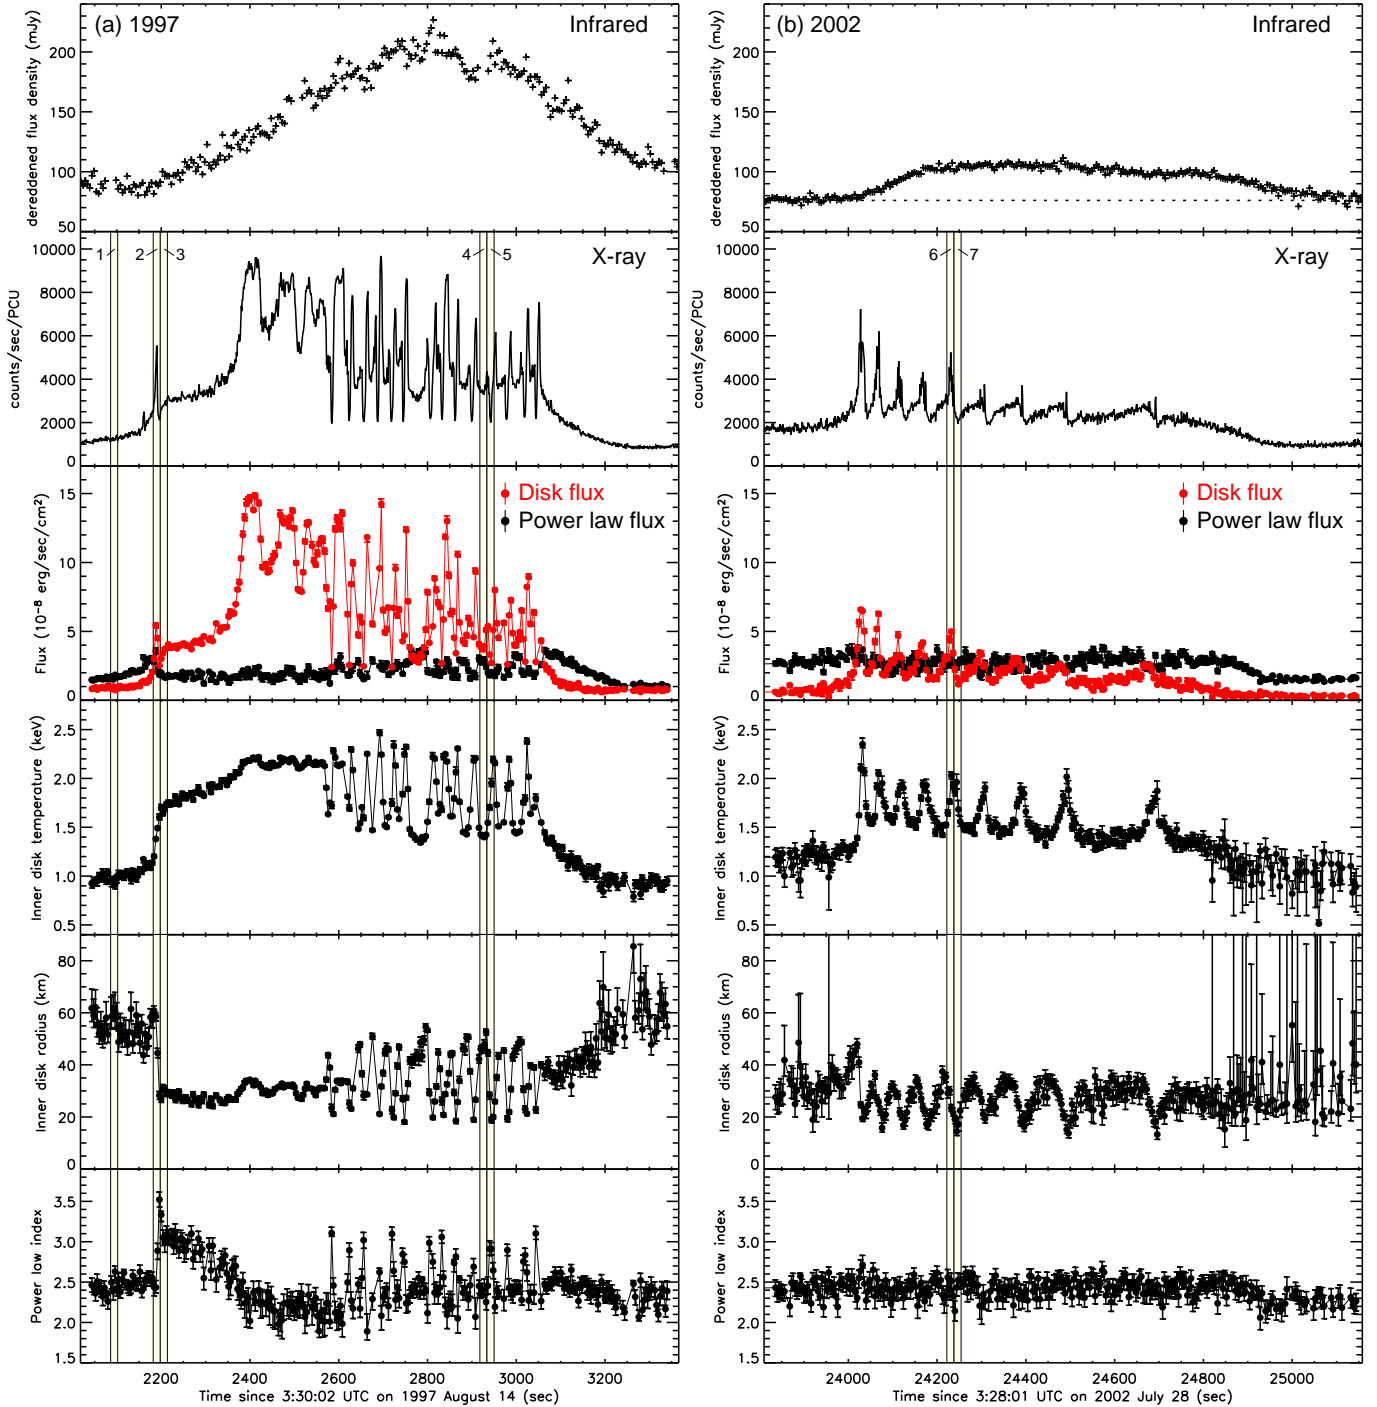 (a) 1997
Infrared
dereddened flux density (mJy)
200
150
100
50
1
2
3
4
5
X-ray
counts/sec/PCU
10000
8000
6000
4000
2000
0
Disk flux
Power law flux
Flux (10⁻⁸ erg/sec/cm²)
15
10
5
0
Inner disk temperature (keV)
2.5
2.0
1.5
1.0
0.5
Inner disk radius (km)
80
60
40
20
0
Power law index
3.5
3.0
2.5
2.0
1.5
2200 2400 2600 2800 3000 3200
Time since 3:30:02 UTC on 1997 August 14 (sec)
(b) 2002
Infrared
dereddened flux density (mJy)
200
150
100
50
6
7
X-ray
counts/sec/PCU
10000
8000
6000
4000
2000
0
Disk flux
Power law flux
Flux (10⁻⁸ erg/sec/cm²)
15
10
5
0
Inner disk temperature (keV)
2.5
2.0
1.5
1.0
0.5
Inner disk radius (km)
80
60
40
20
0
Power law index
3.5
3.0
2.5
2.0
1.5
24000 24200 24400 24600 24800 25000
Time since 3:28:01 UTC on 2002 July 28 (sec)